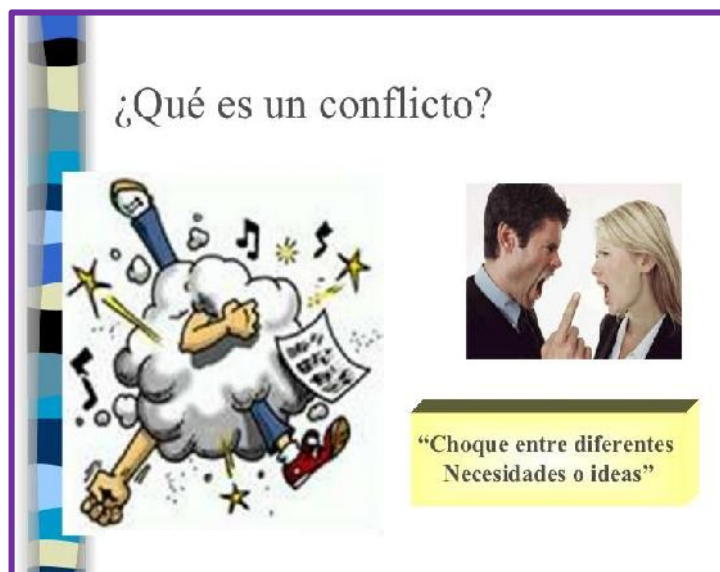 ¿Qué es un conflicto?
“Choque entre diferentes
Necesidades o ideas”